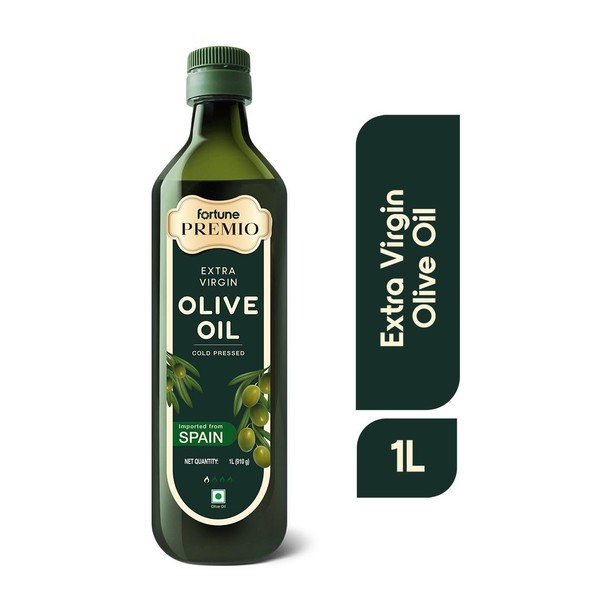 fortune
PREMIO
EXTRA
VIRGIN
OLIVE
OIL
COLD PRESSED
Imported from
SPAIN
NET QUANTITY: 1L (910 g)
Olive Oil
Extra Virgin
Olive Oil
1L